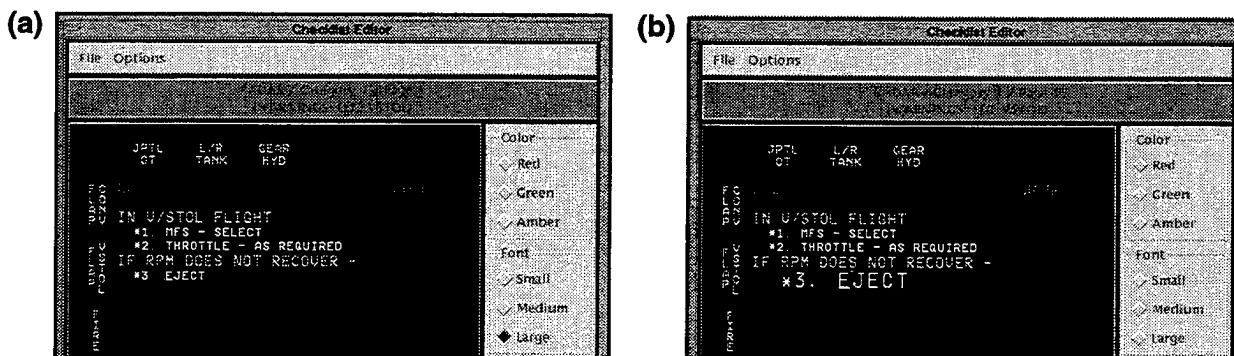 (a)
Checklist Editor
File Options
JPTL L/R GEAR
OT TANK HYD
IN V/STOL FLIGHT
*1. MFS - SELECT
*2. THROTTLE - AS REQUIRED
IF RPM DOES NOT RECOVER -
*3 EJECT
Color
Red
Green
Amber
Font
Small
Medium
Large
(b)
Checklist Editor
File Options
JPTL L/R GEAR
OT TANK HYD
IN V/STOL FLIGHT
*1. MFS - SELECT
*2. THROTTLE - AS REQUIRED
IF RPM DOES NOT RECOVER -
*3. EJECT
Color
Red
Green
Amber
Font
Small
Medium
Large